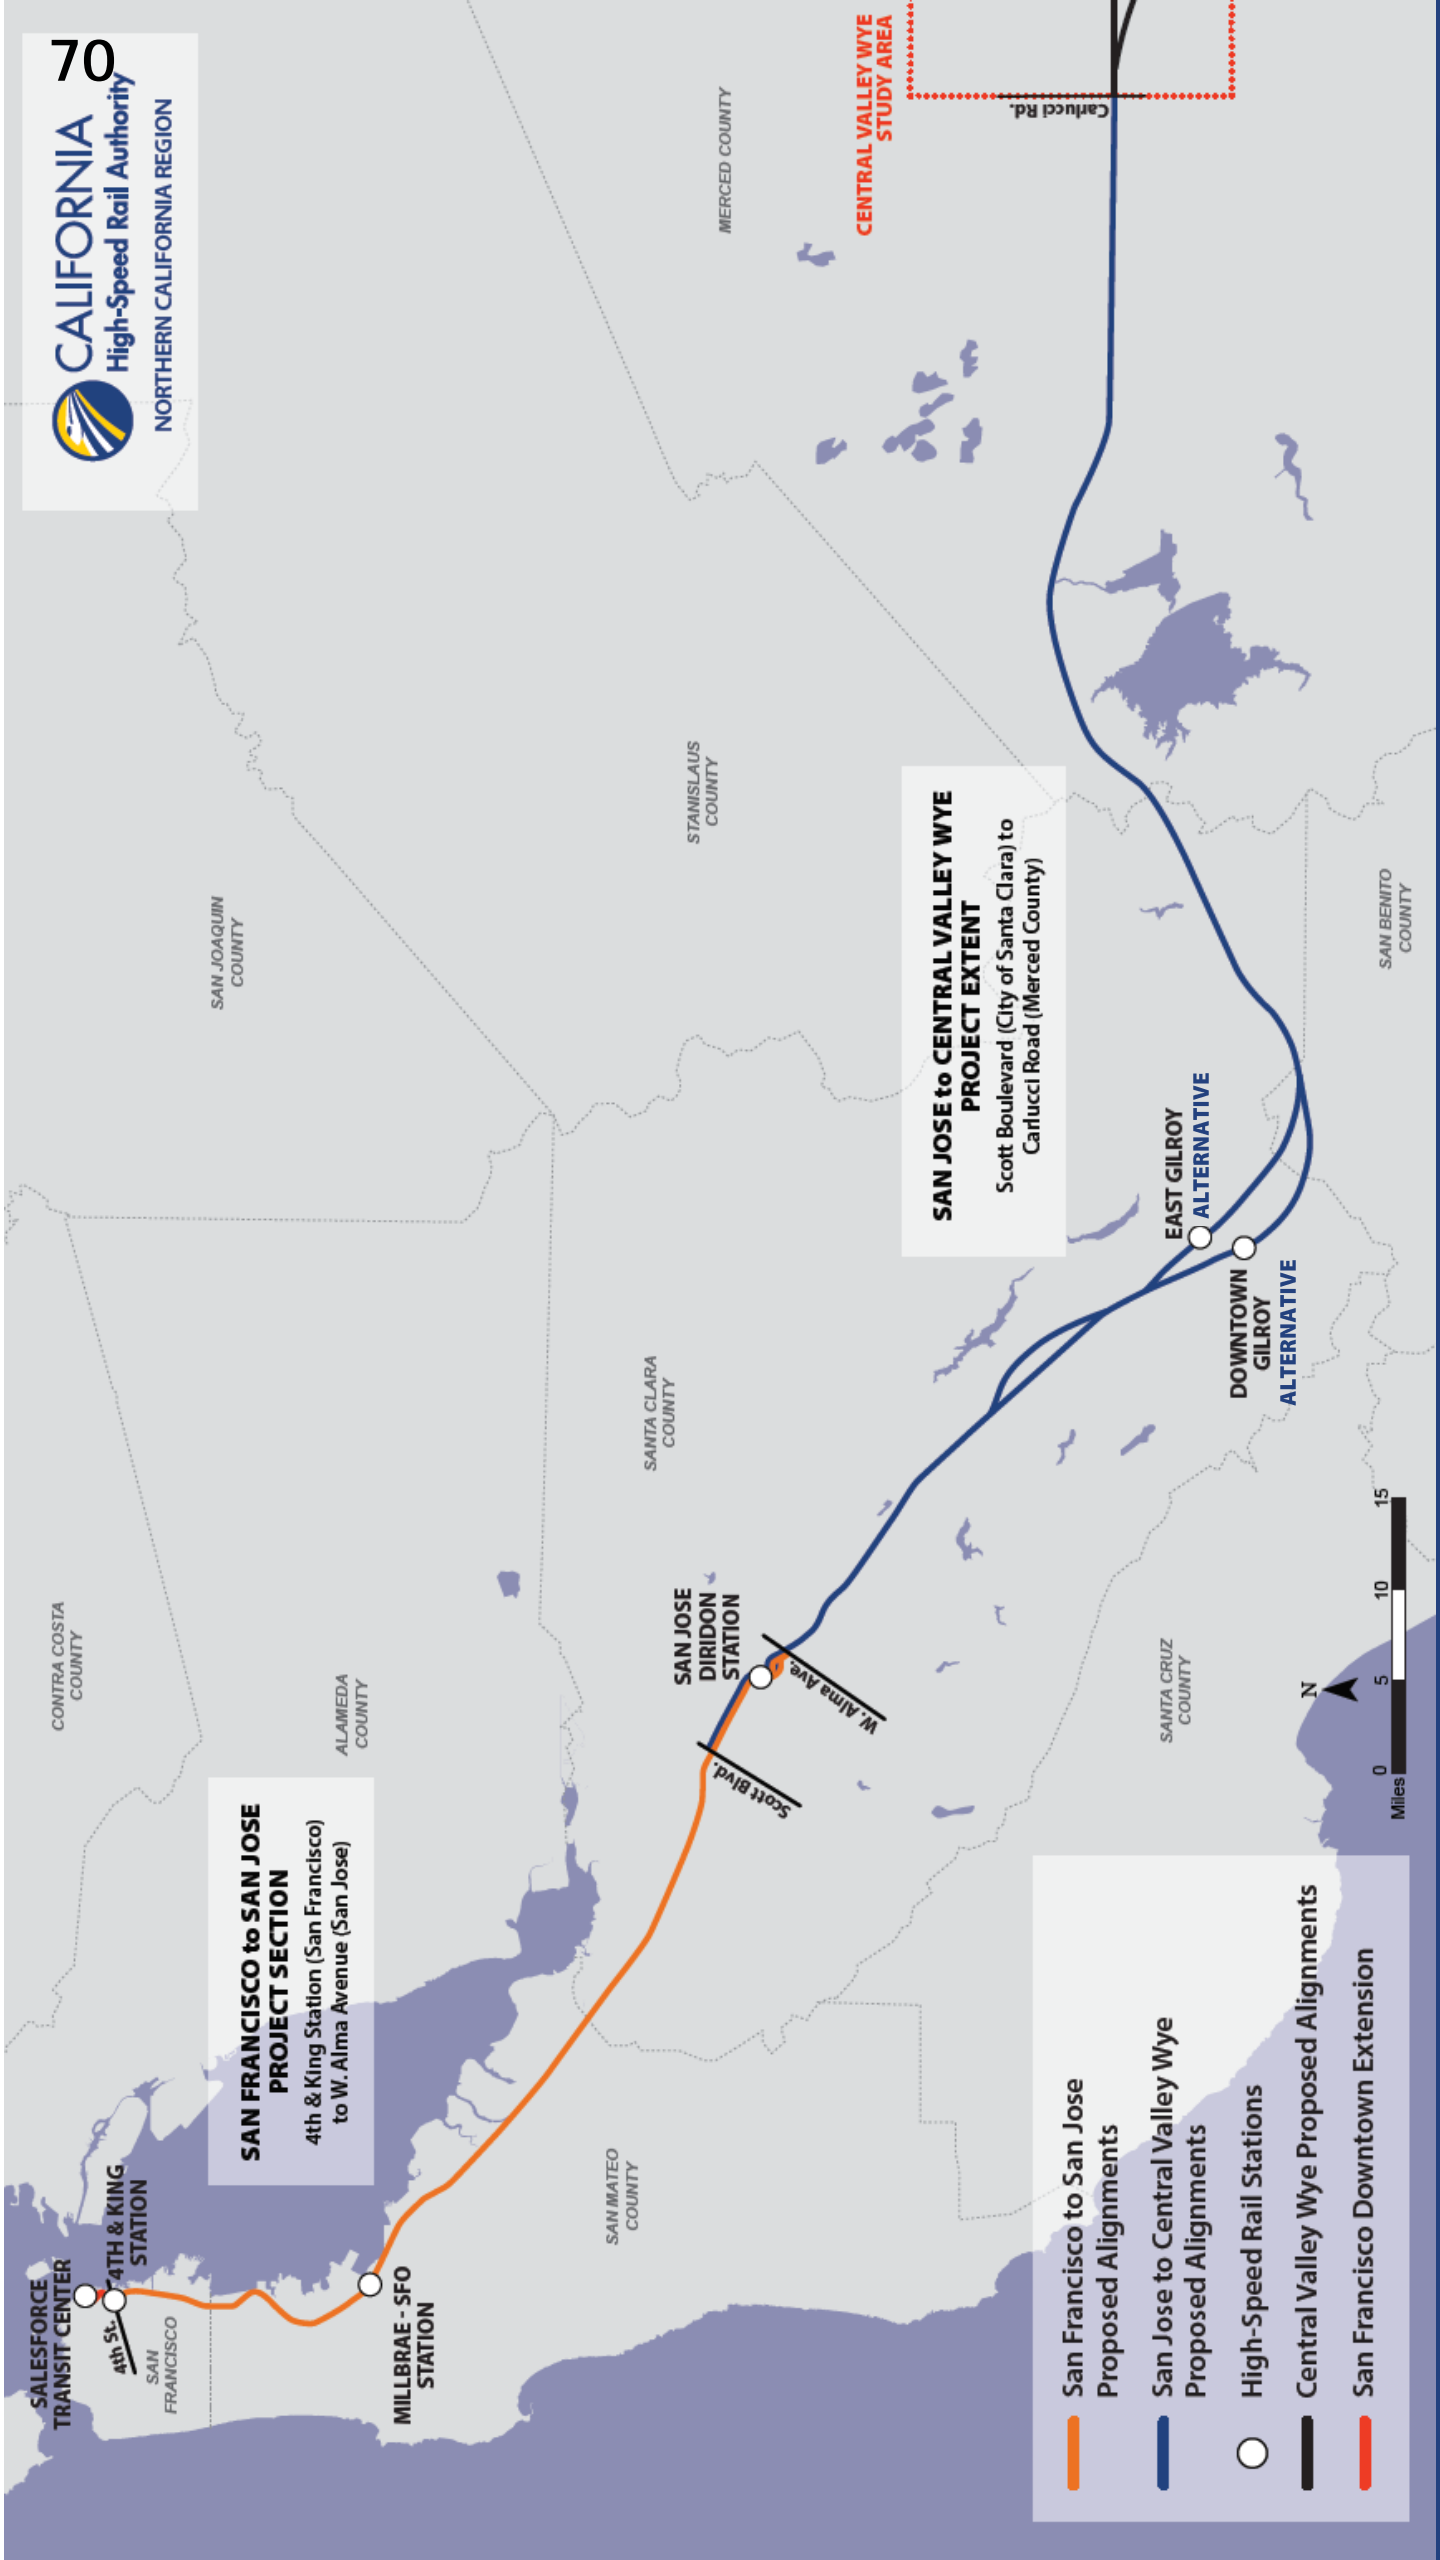 70
CALIFORNIA
High-Speed Rail Authority
NORTHERN CALIFORNIA REGION
SALESFORCE
TRANSIT CENTER
4TH & KING
STATION
4th St.
SAN
FRANCISCO
MILLBRAE - SFO
STATION
SAN FRANCISCO to SAN JOSE
PROJECT SECTION
4th & King Station (San Francisco)
to W. Alma Avenue (San Jose)
CONTRA COSTA
COUNTY
ALAMEDA
COUNTY
SAN JOAQUIN
COUNTY
SAN MATEO
COUNTY
SANTA CLARA
COUNTY
STANISLAUS
COUNTY
MERCED COUNTY
CENTRAL VALLEY WYE
STUDY AREA
Carlucci Rd.
SAN JOSE
DIRIDON
STATION
Scott Blvd.
W. Alma Ave.
SAN JOSE to CENTRAL VALLEY WYE
PROJECT EXTENT
Scott Boulevard (City of Santa Clara) to
Carlucci Road (Merced County)
EAST GILROY
ALTERNATIVE
DOWNTOWN
GILROY
ALTERNATIVE
SANTA CRUZ
COUNTY
SAN BENITO
COUNTY
San Francisco to San Jose
Proposed Alignments
San Jose to Central Valley Wye
Proposed Alignments
High-Speed Rail Stations
Central Valley Wye Proposed Alignments
San Francisco Downtown Extension
N
0 5 10 15
Miles